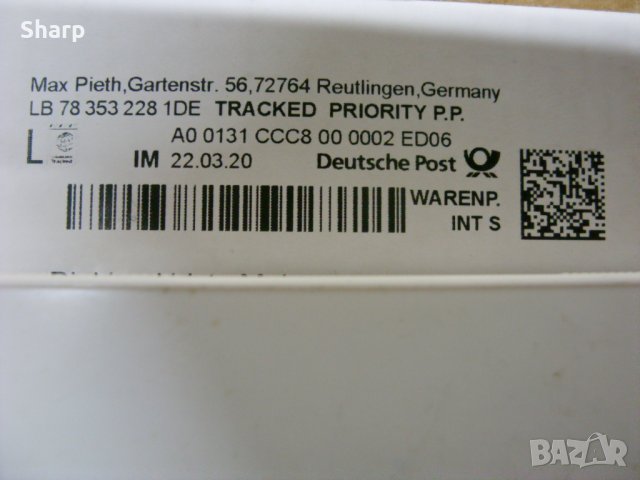 Sharp
Max Pieth,Gartenstr. 56,72764 Reutlingen,Germany
LB 78 353 228 1DE TRACKED PRIORITY P.P.
A0 0131 CCC8 00 0002 ED06
L
IM 22.03.20 Deutsche Post
WARENP.
INT S
BAZAR